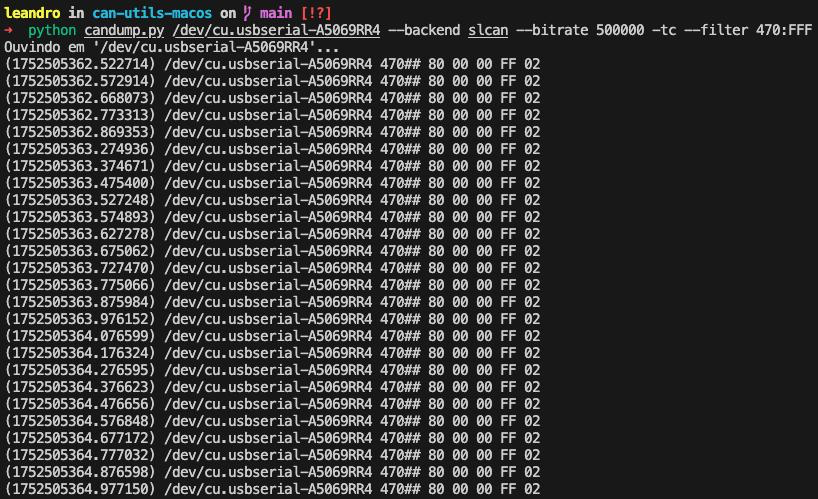 leandro in can-utils-macos on main [!?]
→ python candump.py /dev/cu.usbserial-A5069RR4 --backend slcan --bitrate 500000 -tc --filter 470:FFF
Ouvindo em '/dev/cu.usbserial-A5069RR4'...
(1752505362.522714) /dev/cu.usbserial-A5069RR4 470## 80 00 00 FF 02
(1752505362.572914) /dev/cu.usbserial-A5069RR4 470## 80 00 00 FF 02
(1752505362.668073) /dev/cu.usbserial-A5069RR4 470## 80 00 00 FF 02
(1752505362.773313) /dev/cu.usbserial-A5069RR4 470## 80 00 00 FF 02
(1752505362.869353) /dev/cu.usbserial-A5069RR4 470## 80 00 00 FF 02
(1752505363.274936) /dev/cu.usbserial-A5069RR4 470## 80 00 00 FF 02
(1752505363.374671) /dev/cu.usbserial-A5069RR4 470## 80 00 00 FF 02
(1752505363.475400) /dev/cu.usbserial-A5069RR4 470## 80 00 00 FF 02
(1752505363.527248) /dev/cu.usbserial-A5069RR4 470## 80 00 00 FF 02
(1752505363.574893) /dev/cu.usbserial-A5069RR4 470## 80 00 00 FF 02
(1752505363.627278) /dev/cu.usbserial-A5069RR4 470## 80 00 00 FF 02
(1752505363.675062) /dev/cu.usbserial-A5069RR4 470## 80 00 00 FF 02
(1752505363.727470) /dev/cu.usbserial-A5069RR4 470## 80 00 00 FF 02
(1752505363.775066) /dev/cu.usbserial-A5069RR4 470## 80 00 00 FF 02
(1752505363.875984) /dev/cu.usbserial-A5069RR4 470## 80 00 00 FF 02
(1752505363.976152) /dev/cu.usbserial-A5069RR4 470## 80 00 00 FF 02
(1752505364.076599) /dev/cu.usbserial-A5069RR4 470## 80 00 00 FF 02
(1752505364.176324) /dev/cu.usbserial-A5069RR4 470## 80 00 00 FF 02
(1752505364.276595) /dev/cu.usbserial-A5069RR4 470## 80 00 00 FF 02
(1752505364.376623) /dev/cu.usbserial-A5069RR4 470## 80 00 00 FF 02
(1752505364.476656) /dev/cu.usbserial-A5069RR4 470## 80 00 00 FF 02
(1752505364.576848) /dev/cu.usbserial-A5069RR4 470## 80 00 00 FF 02
(1752505364.677172) /dev/cu.usbserial-A5069RR4 470## 80 00 00 FF 02
(1752505364.777032) /dev/cu.usbserial-A5069RR4 470## 80 00 00 FF 02
(1752505364.876598) /dev/cu.usbserial-A5069RR4 470## 80 00 00 FF 02
(1752505364.977150) /dev/cu.usbserial-A5069RR4 470## 80 00 00 FF 02